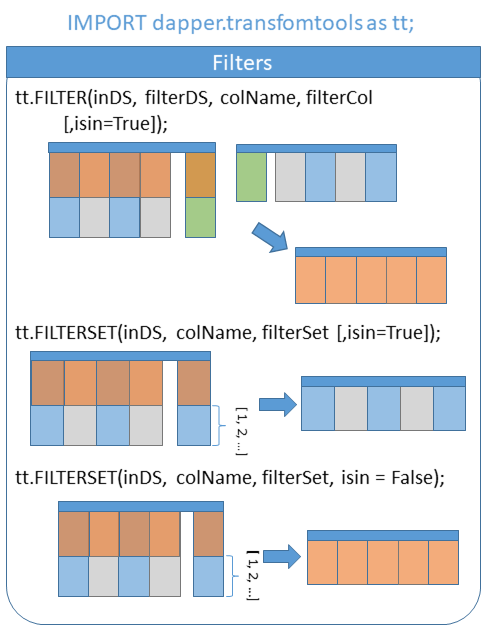 IMPORT dapper.transfomtools as tt;
Filters
tt.FILTER(inDS, filterDS, colName, filterCol
[,isin=True]);
tt.FILTERSET(inDS, colName, filterSet [,isin=True]);
[ 1, 2, ...]
tt.FILTERSET(inDS, colName, filterSet, isin = False);
[ 1, 2, ...]